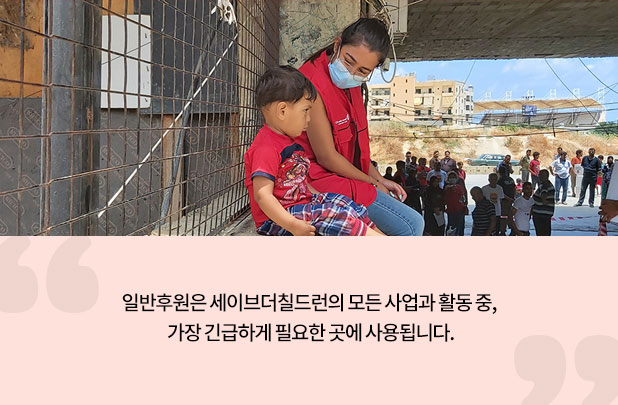 일반후원은 세이브더칠드런의 모든 사업과 활동 중,
가장 긴급하게 필요한 곳에 사용됩니다.